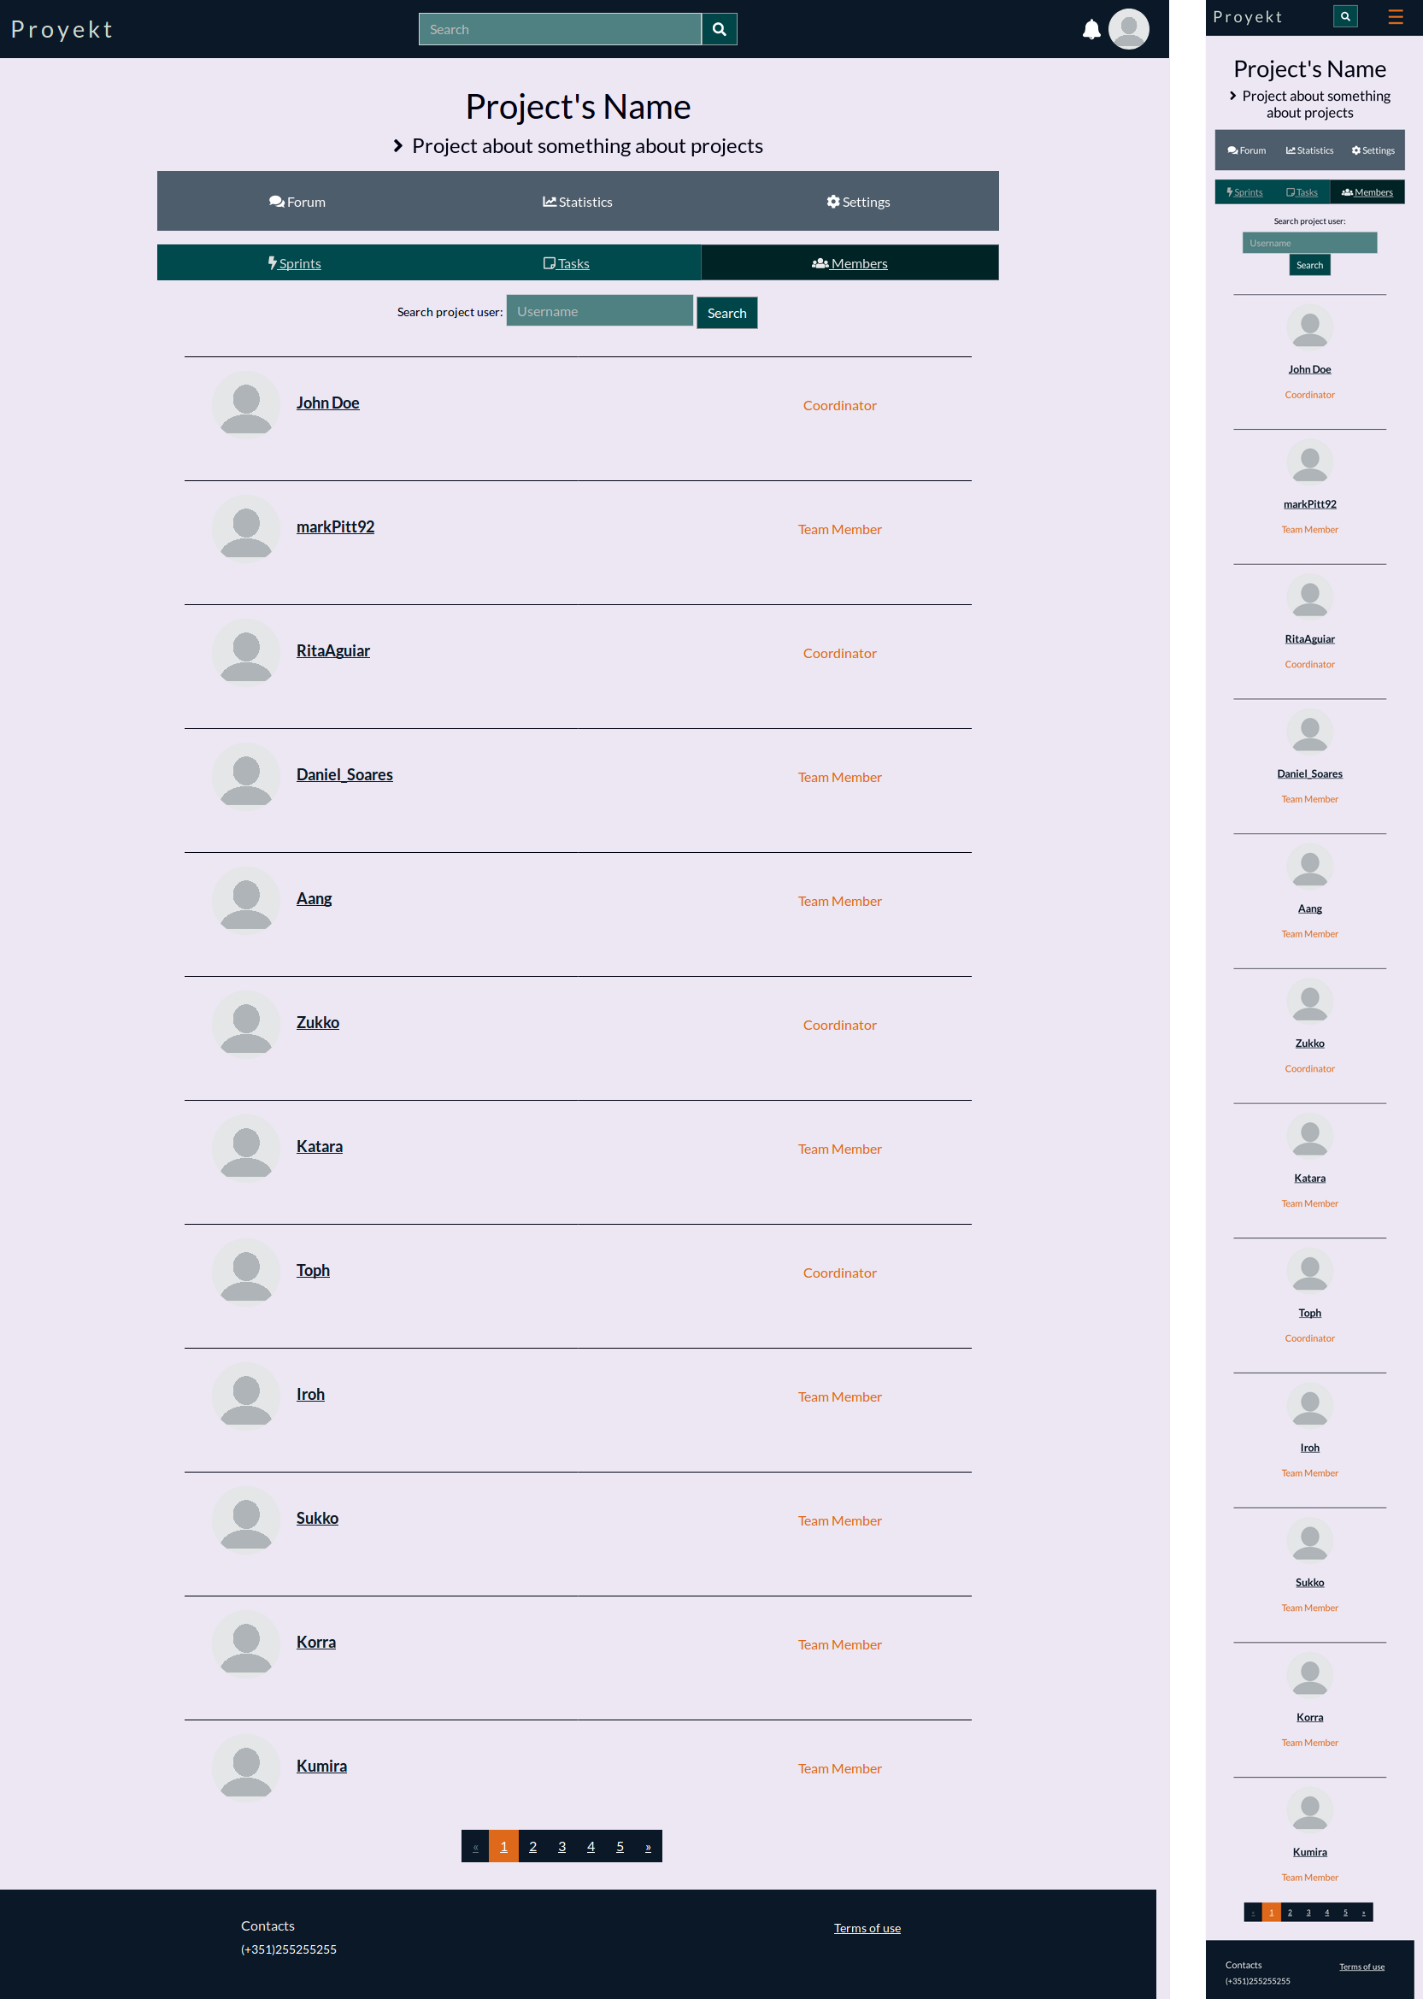 Proyekt
Search
Project's Name
Project about something about projects
Forum
Statistics
Settings
Sprints
Tasks
Members
Search project user:
Username
Search
John Doe
Coordinator
markPitt92
Team Member
RitaAguiar
Coordinator
Daniel_Soares
Team Member
Aang
Team Member
Zukko
Coordinator
Katara
Team Member
Toph
Coordinator
Iroh
Team Member
Sukko
Team Member
Korra
Team Member
Kumira
Team Member
« 1 2 3 4 5 »
Contacts
(+351)255255255
Terms of use
Proyekt
Project's Name
Project about something
about projects
Forum
Statistics
Settings
Sprints
Tasks
Members
Search project user:
Username
Search
John Doe
Coordinator
markPitt92
Team Member
RitaAguiar
Coordinator
Daniel_Soares
Team Member
Aang
Team Member
Zukko
Coordinator
Katara
Team Member
Toph
Coordinator
Iroh
Team Member
Sukko
Team Member
Korra
Team Member
Kumira
Team Member
« 1 2 3 4 5 »
Contacts
(+351)255255255
Terms of use